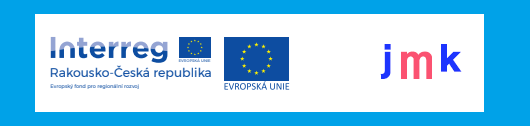 Interreg
EVROPSKÁ UNIE
Rakousko-Česká republika
Evropský fond pro regionální rozvoj
EVROPSKÁ UNIE
jmk